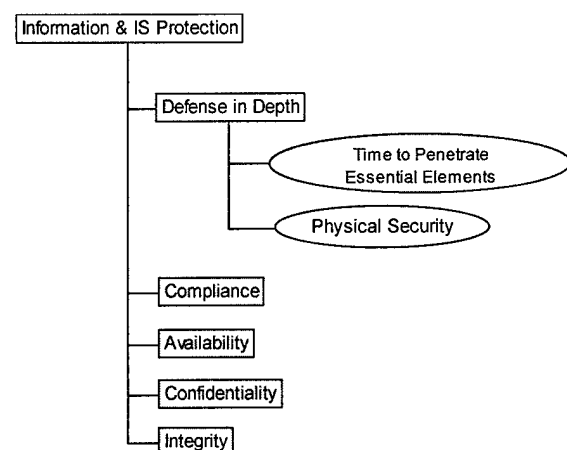 Information & IS Protection
Defense in Depth
Time to Penetrate
Essential Elements
Physical Security
Compliance
Availability
Confidentiality
Integrity